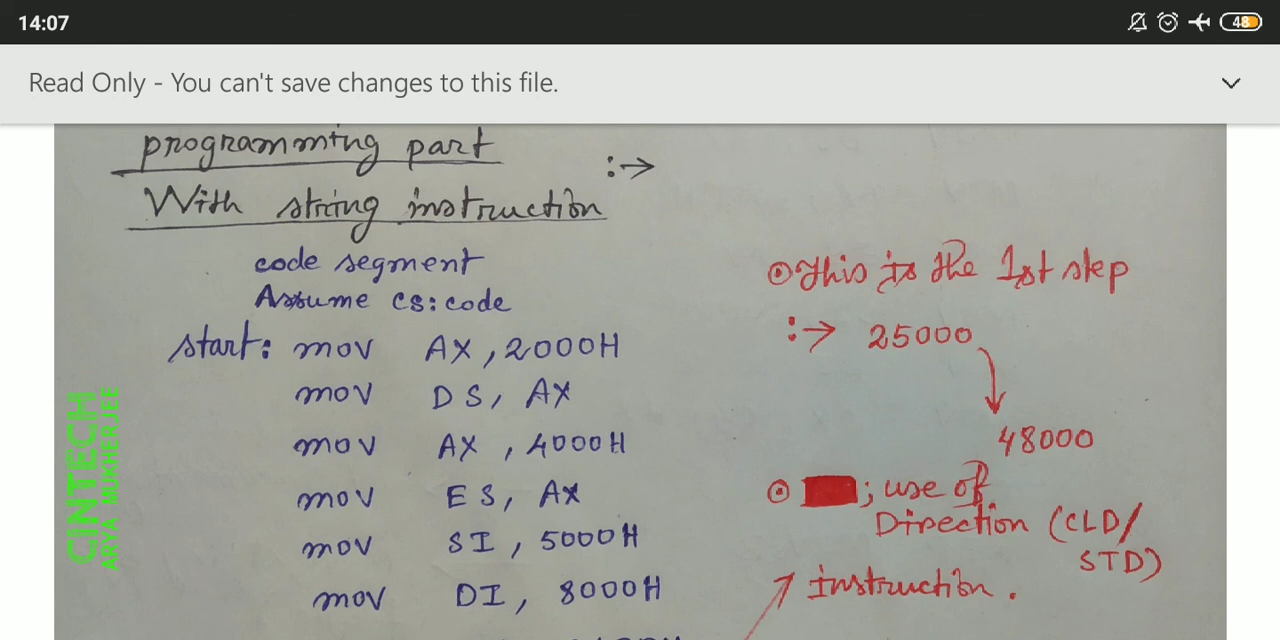 14:07
48
Read Only - You can't save changes to this file.
programming part
With string instruction :→
code segment
Assume cs:code
start: mov AX, 2000H
mov DS, AX
mov AX, 4000H
mov ES, AX
mov SI, 5000H
mov DI, 8000H
⊙ This is the 1st step
:→ 25000
48000
⊙ ; use of
Direction (CLD/
STD)
instruction.
CINTECH
ARYA MUKHERJEE